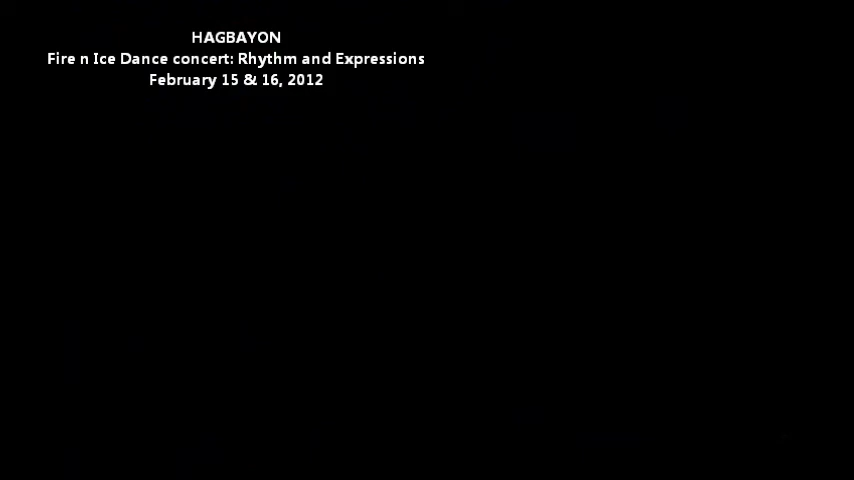 HAGBAYON
Fire n Ice Dance concert: Rhythm and Expressions
February 15 & 16, 2012